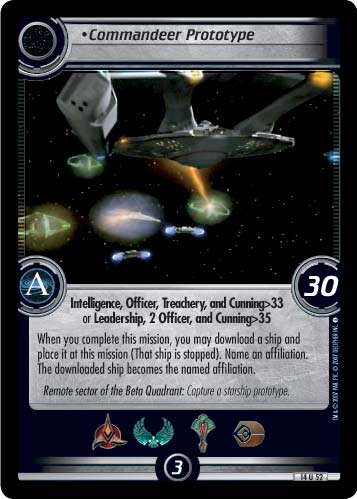 •Commandeer Prototype
A
30
Intelligence, Officer, Treachery, and Cunning>33
or Leadership, 2 Officer, and Cunning>35
When you complete this mission, you may download a ship and
place it at this mission (That ship is stopped). Name an affiliation.
The downloaded ship becomes the named affiliation.
Remote sector of the Beta Quadrant: Capture a starship prototype.
3
14 U 52